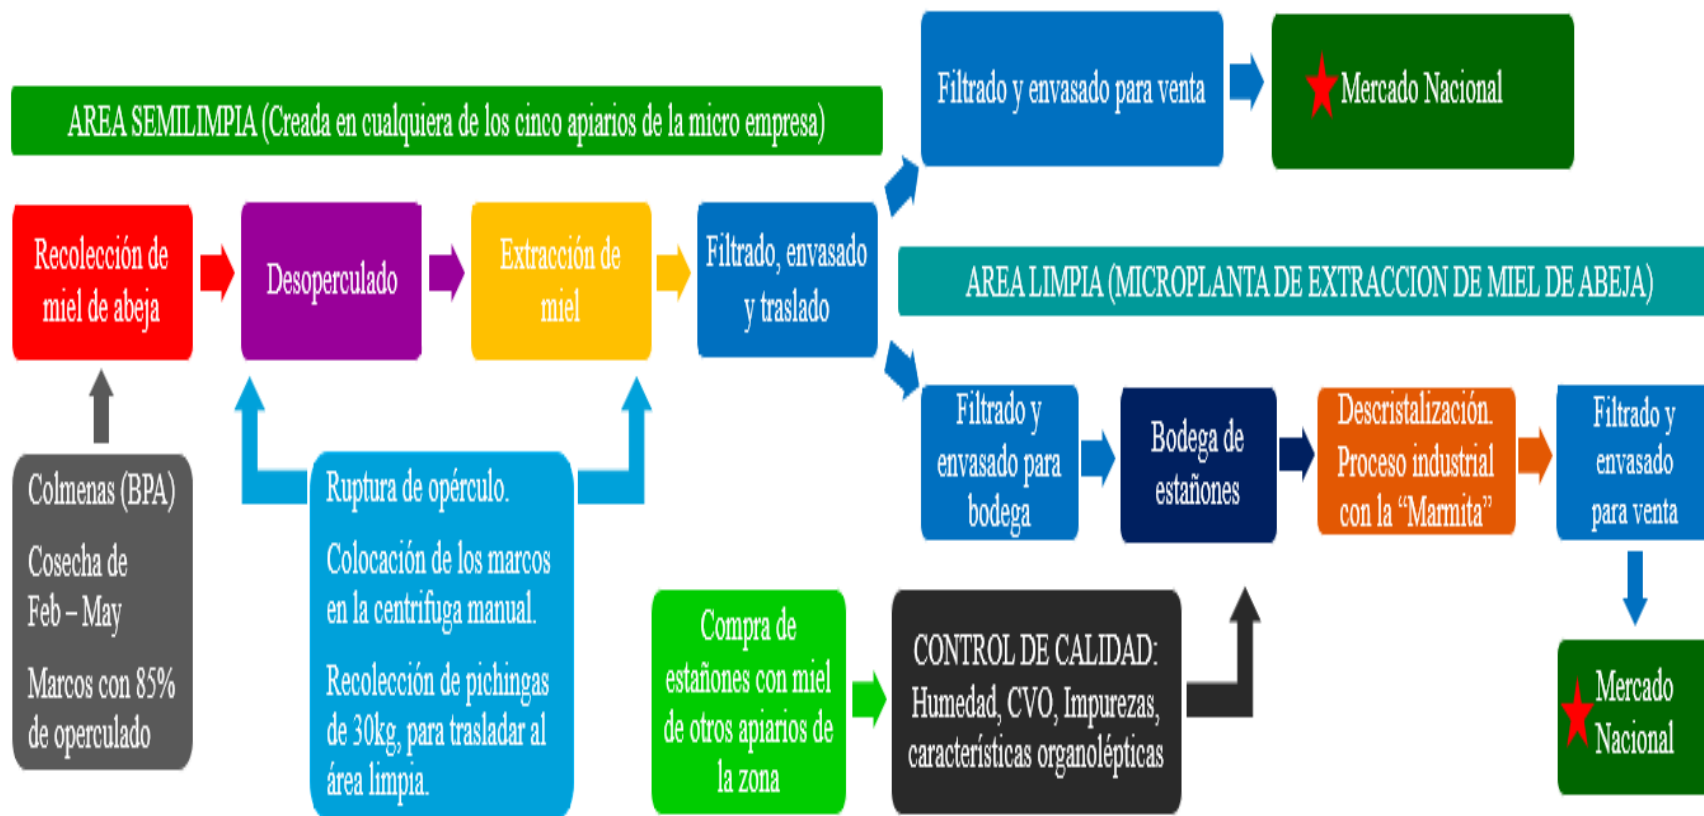 AREA SEMILIMPIA (Creada en cualquiera de los cinco apiarios de la micro empresa)
Filtrado y envasado para venta
Mercado Nacional
Recolección de
miel de abeja
Desoperculado
Extracción de
miel
Filtrado, envasado
y traslado
AREA LIMPIA (MICROPLANTA DE EXTRACCION DE MIEL DE ABEJA)
Colmenas (BPA)
Cosecha de
Feb – May
Marcos con 85%
de operculado
Ruptura de opérculo.
Colocación de los marcos
en la centrifuga manual.
Recolección de pichingas
de 30kg, para trasladar al
área limpia.
Filtrado y
envasado para
bodega
Bodega de
estañones
Descristalización.
Proceso industrial
con la “Marmita”
Filtrado y
envasado
para venta
Compra de
estañones con miel
de otros apiarios de
la zona
CONTROL DE CALIDAD:
Humedad, CVO, Impurezas,
característícas organolépticas
Mercado
Nacional